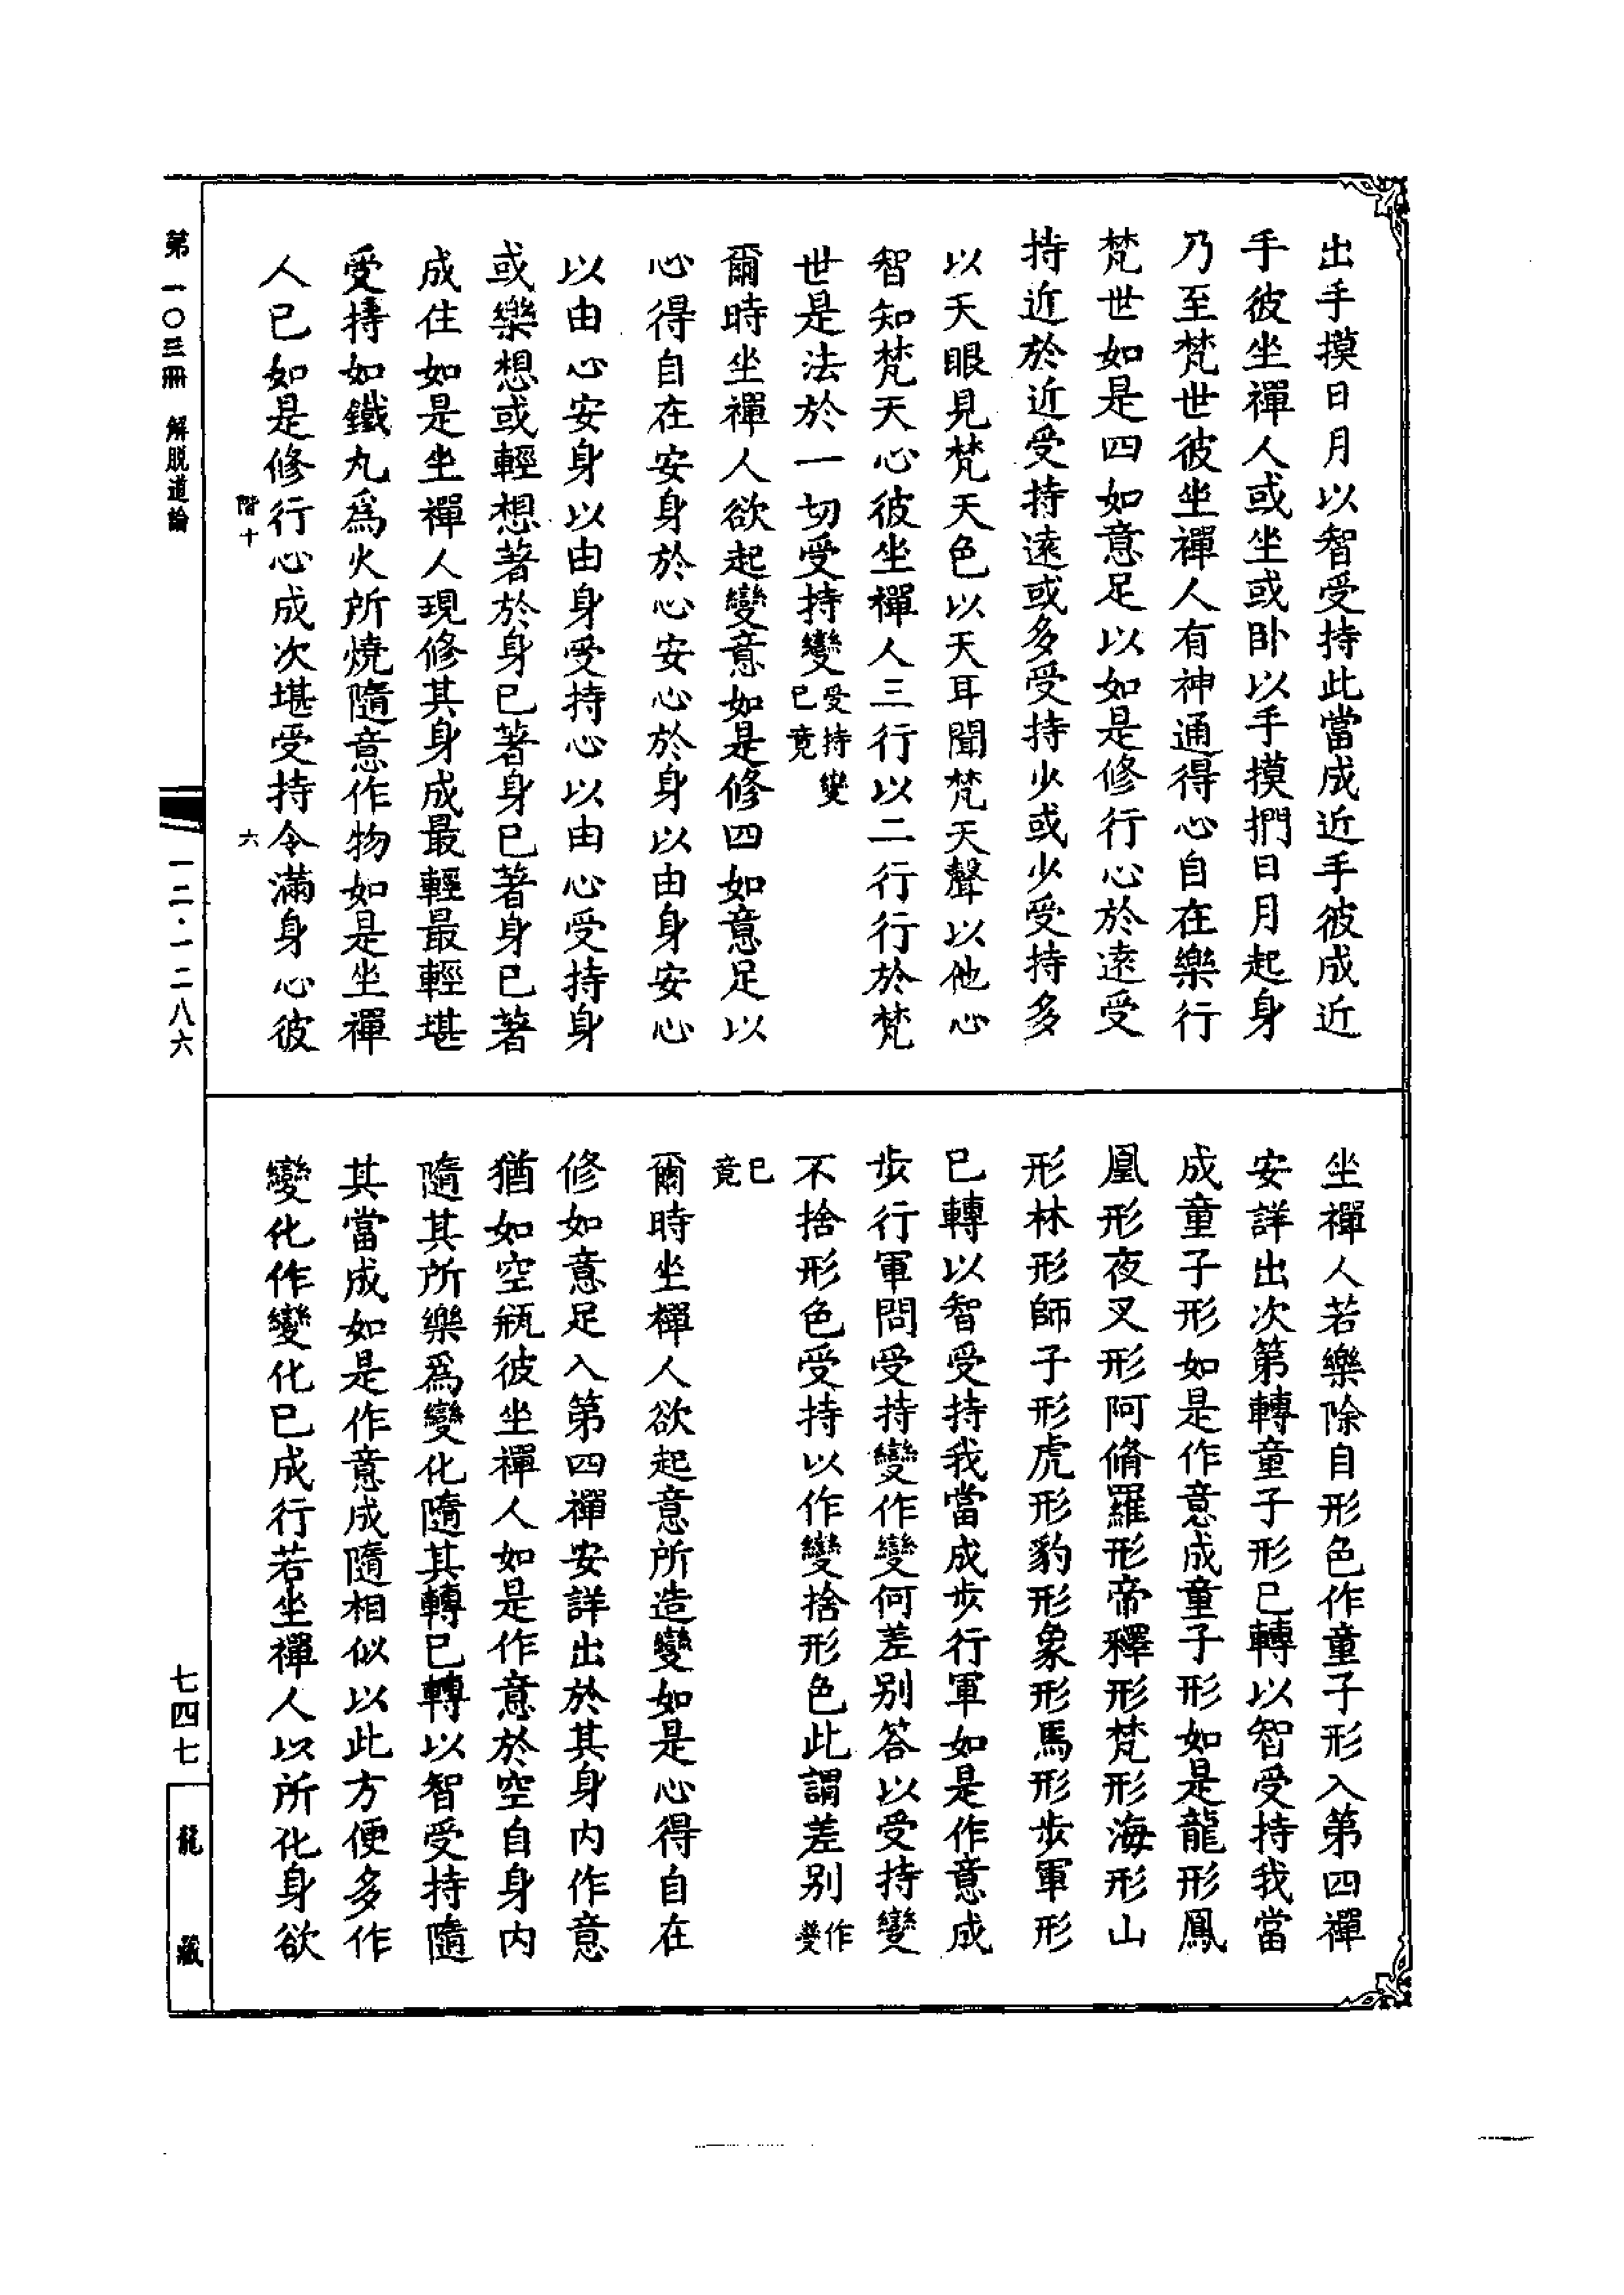 出手摸日月以智受持此當成近手彼成近
手彼坐禪人或坐或卧以手摸捫日月起身
乃至梵世彼坐禪人有神通得心自在樂行
梵世如是四如意足以如是修行心於遠受
持近於近受持遠或多受持少或少受持多
以天眼見梵天色以天耳聞梵天聲以他心
智知梵天心彼坐禪人三行以二行行於梵
世是法於一切受持變受持變已竟
爾時坐禪人欲起變意如是修四如意足以
心得自在安身於心安心於身以由身安心
以由心安身以由身受持心以由心受持身
或樂想或輕想著於身已著身已著身已著
成住如是坐禪人現修其身成最輕最輕堪
受持如鐵丸爲火所燒隨意作物如是坐禪
人已如是修行心成次堪受持令滿身心彼
階十 六
坐禪人若樂除自形色作童子形入第四禪
安詳出次第轉童子形已轉以智受持我當
成童子形如是作意成童子形如是龍形鳳
凰形夜叉形阿脩羅形帝釋形梵形海形山
形林形師子形虎形豹形象形馬形步軍形
已轉以智受持我當成步行軍如是作意成
步行軍問受持變作變何差别答以受持變
不捨形色受持以作變捨形色此謂差别作變
已竟
爾時坐禪人欲起意所造變如是心得自在
修如意足入第四禪安詳出於其身内作意
猶如空瓶彼坐禪人如是作意於空自身内
隨其所樂爲變化隨其轉已轉以智受持隨
其當成如是作意成隨相似以此方便多作
變化作變化已成行若坐禪人以所化身欲
第一〇三冊 解脱道論
一二·一二八六
七四七
龍藏